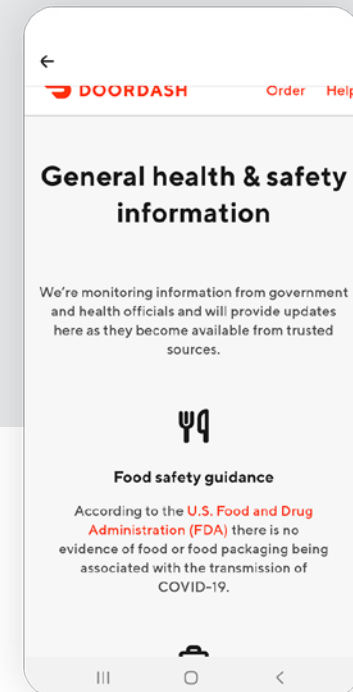 DOORDASH Order Help
General health & safety
information
We're monitoring information from government
and health officials and will provide updates
here as they become available from trusted
sources.
Food safety guidance
According to the U.S. Food and Drug
Administration (FDA) there is no
evidence of food or food packaging being
associated with the transmission of
COVID-19.